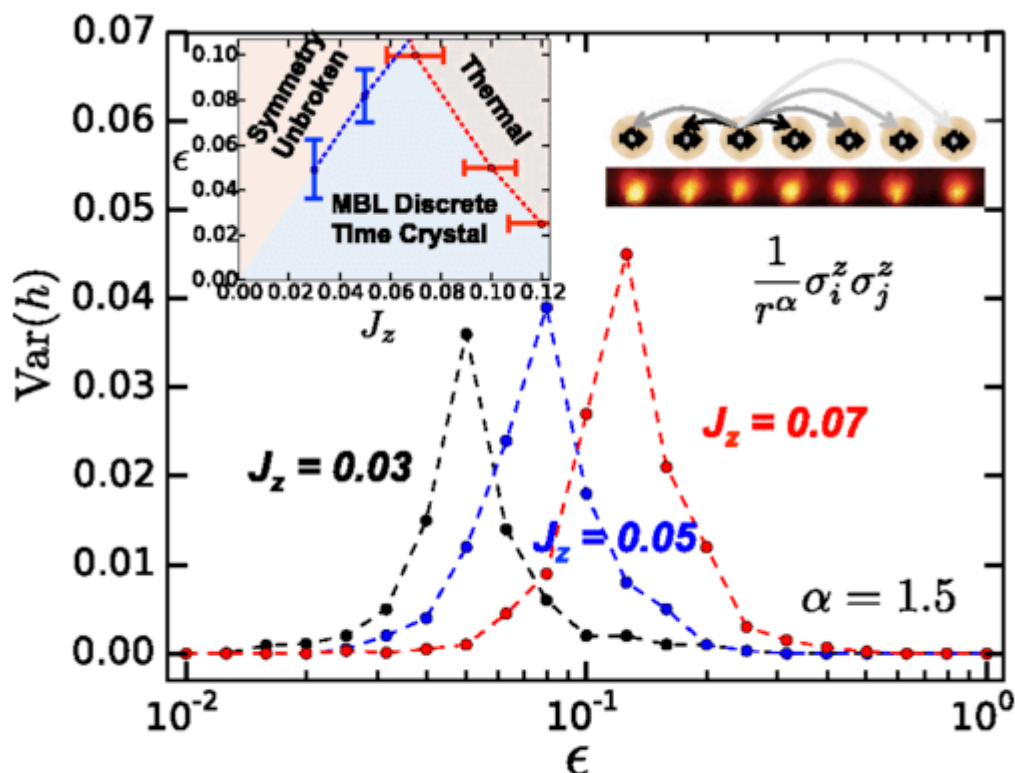 0.07
0.06
0.05
0.04
0.03
0.02
0.01
0.00
Var(h)
10⁻²
10⁻¹
10⁰
ϵ
0.10
0.08
0.06
0.04
0.02
0.00
ϵ
0.00 0.02 0.04 0.06 0.08 0.10 0.12
J_z
Symmetry
Unbroken
Thermal
MBL Discrete
Time Crystal
1/r^α σ_i^z σ_j^z
J_z = 0.03
J_z = 0.05
J_z = 0.07
α = 1.5